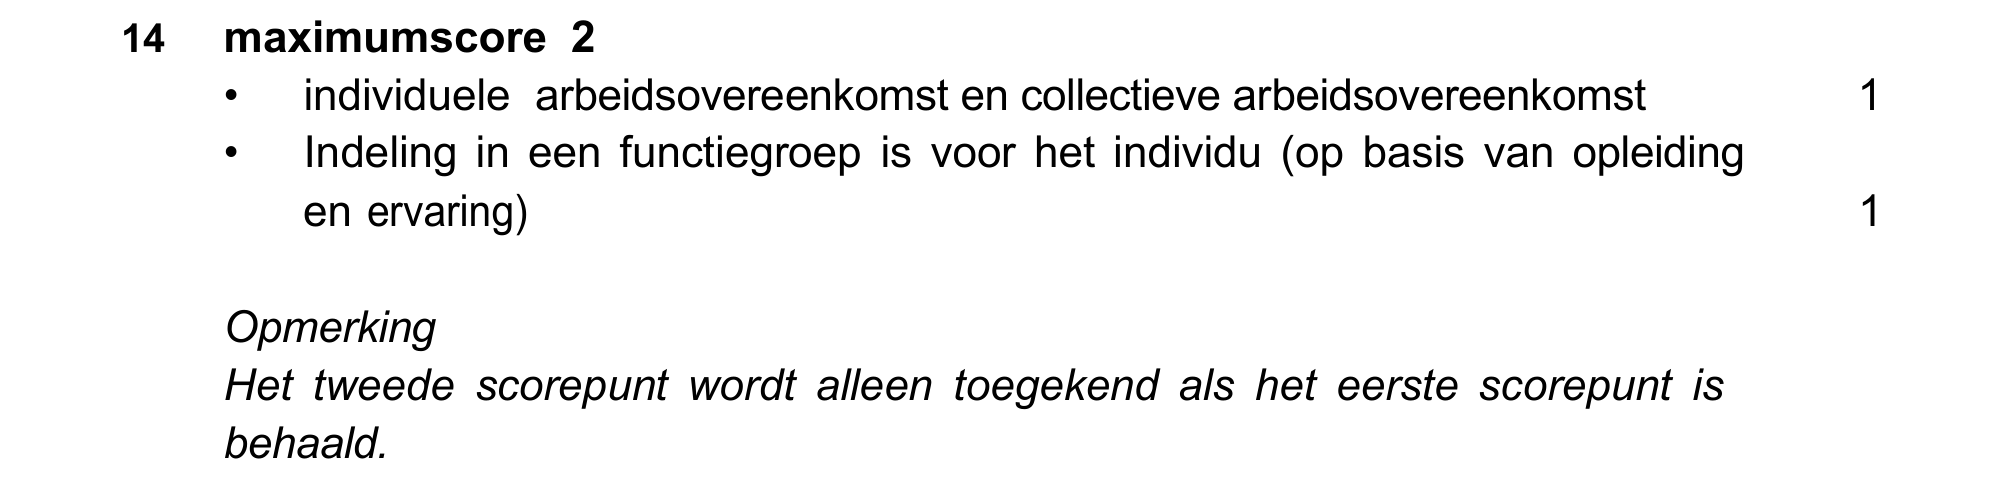 14 maximumscore 2
• individuele arbeidsovereenkomst en collectieve arbeidsovereenkomst 1
• Indeling in een functiegroep is voor het individu (op basis van opleiding
en ervaring) 1
Opmerking
Het tweede scorepunt wordt alleen toegekend als het eerste scorepunt is
behaald.